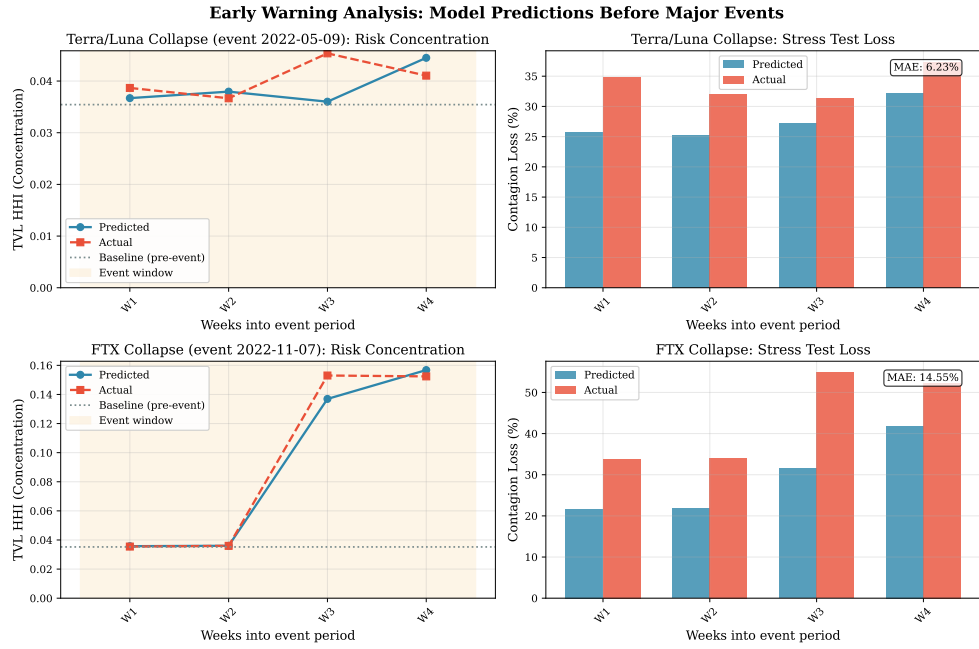 Early Warning Analysis: Model Predictions Before Major Events
Terra/Luna Collapse (event 2022-05-09): Risk Concentration
TVL HHI (Concentration)
0.04
0.03
0.02
0.01
0.00
Predicted
Actual
Baseline (pre-event)
Event window
W1
W2
W3
W4
Weeks into event period
Terra/Luna Collapse: Stress Test Loss
Contagion Loss (%)
35
30
25
20
15
10
5
0
Predicted
Actual
MAE: 6.23%
W1
W2
W3
W4
Weeks into event period
FTX Collapse (event 2022-11-07): Risk Concentration
TVL HHI (Concentration)
0.16
0.14
0.12
0.10
0.08
0.06
0.04
0.02
0.00
Predicted
Actual
Baseline (pre-event)
Event window
W1
W2
W3
W4
Weeks into event period
FTX Collapse: Stress Test Loss
Contagion Loss (%)
50
40
30
20
10
0
Predicted
Actual
MAE: 14.55%
W1
W2
W3
W4
Weeks into event period